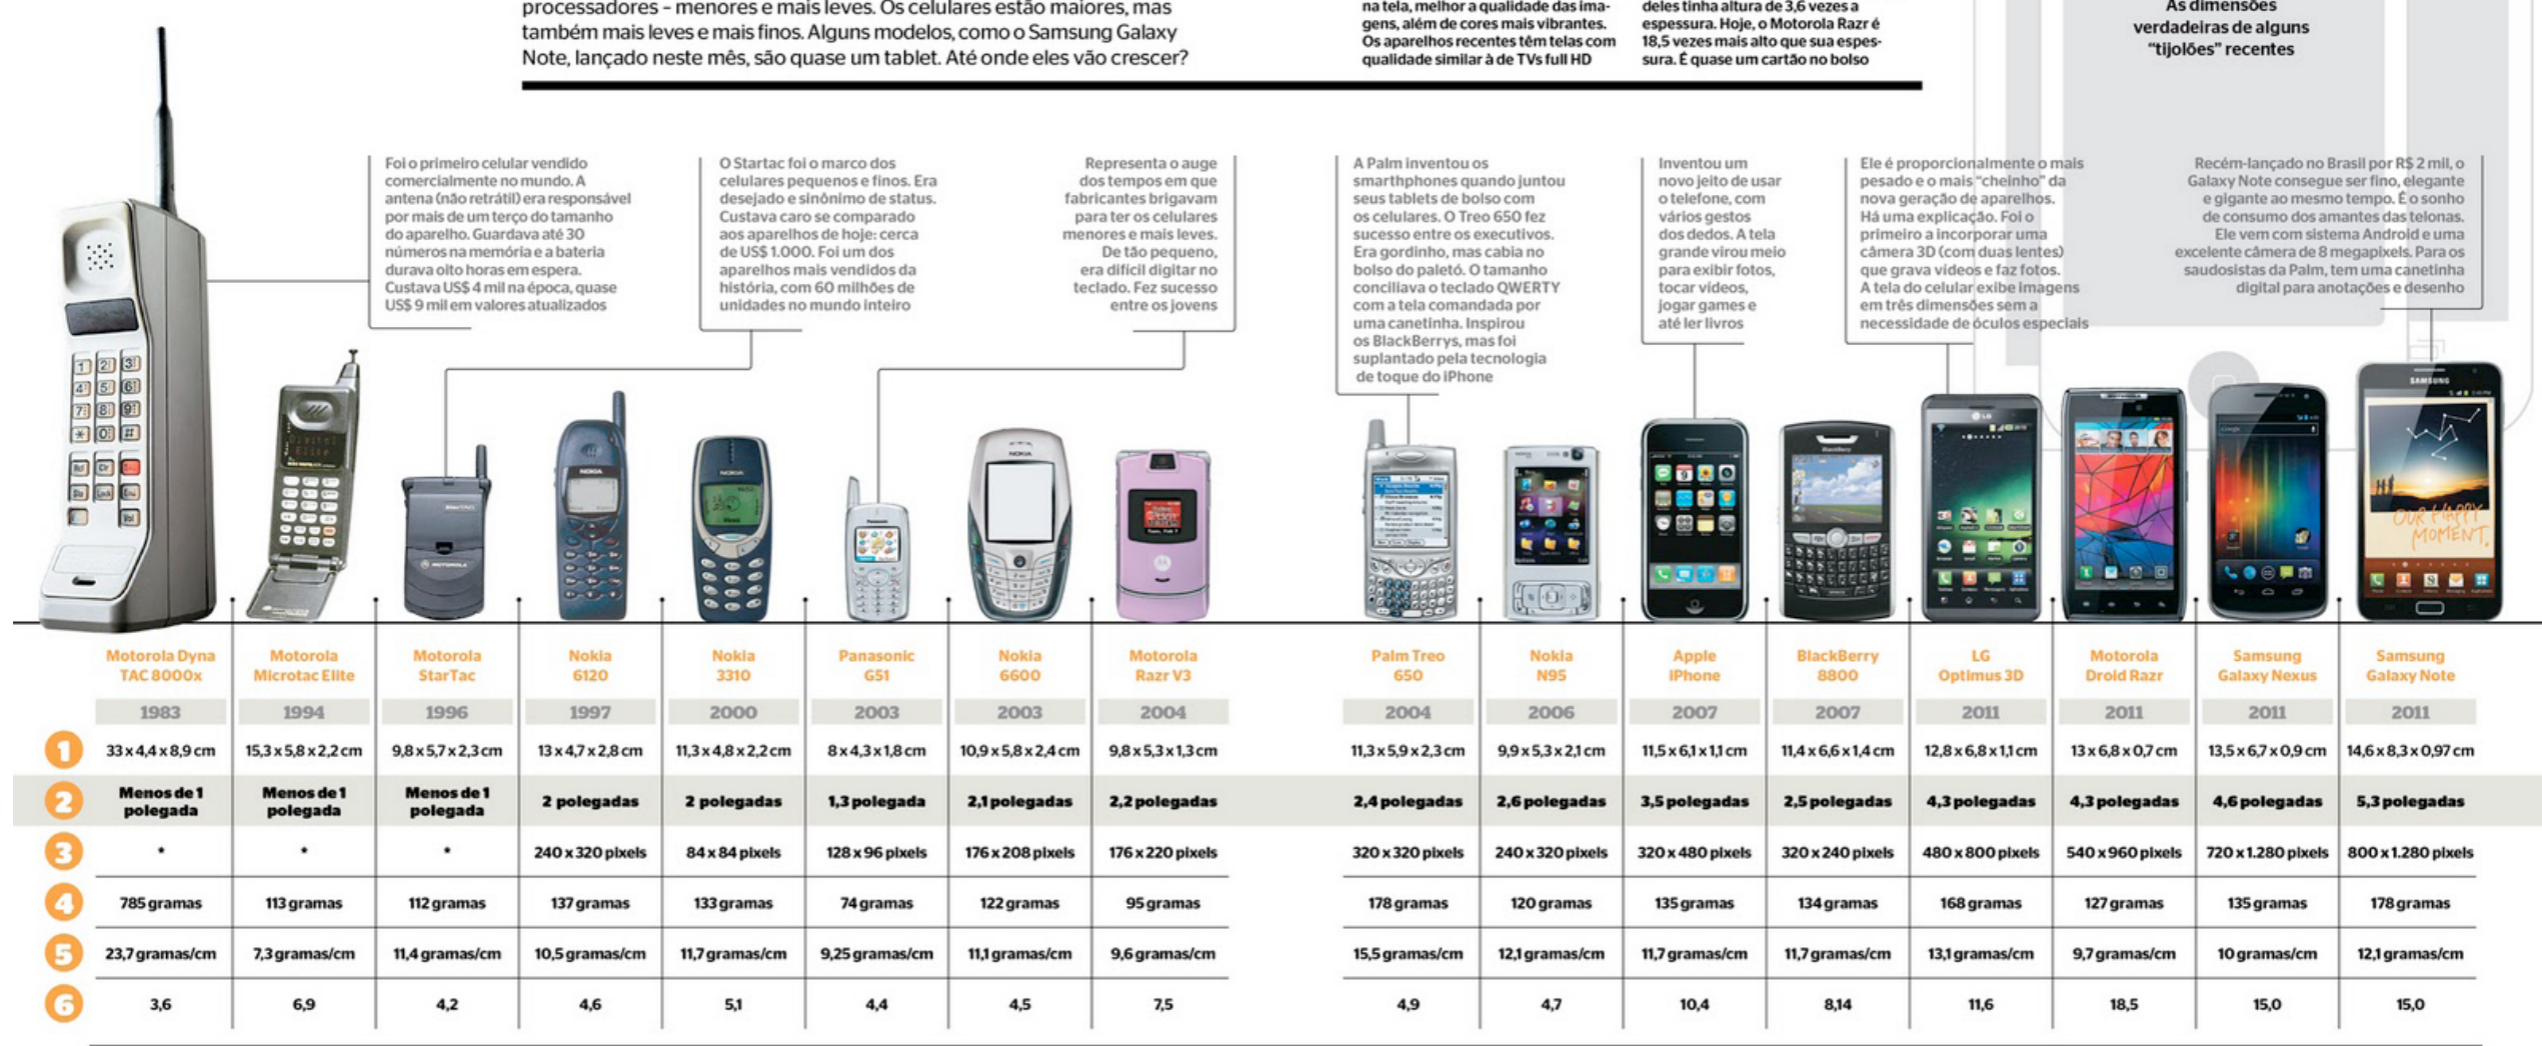 processadores – menores e mais leves. Os celulares estão maiores, mas
também mais leves e mais finos. Alguns modelos, como o Samsung Galaxy
Note, lançado neste mês, são quase um tablet. Até onde eles vão crescer?
na tela, melhor a qualidade das ima-
gens, além de cores mais vibrantes.
Os aparelhos recentes têm telas com
qualidade similar à de TVs full HD
deles tinha altura de 3,6 vezes a
espessura. Hoje, o Motorola Razr é
18,5 vezes mais alto que sua espes-
sura. É quase um cartão no bolso
As dimensões
verdadeiras de alguns
“tijolões” recentes
Foi o primeiro celular vendido
comercialmente no mundo. A
antena (não retrátil) era responsável
por mais de um terço do tamanho
do aparelho. Guardava até 30
números na memória e a bateria
durava oito horas em espera.
Custava US$ 4 mil na época, quase
US$ 9 mil em valores atualizados
O Startac foi o marco dos
celulares pequenos e finos. Era
desejado e sinônimo de status.
Custava caro se comparado
aos aparelhos de hoje: cerca
de US$ 1.000. Foi um dos
aparelhos mais vendidos da
história, com 60 milhões de
unidades no mundo inteiro
Representa o auge
dos tempos em que
fabricantes brigavam
para ter os celulares
menores e mais leves.
De tão pequeno,
era difícil digitar no
teclado. Fez sucesso
entre os jovens
A Palm inventou os
smarthphones quando juntou
seus tablets de bolso com
os celulares. O Treo 650 fez
sucesso entre os executivos.
Era gordinho, mas cabia no
bolso do paletó. O tamanho
conciliava o teclado QWERTY
com a tela comandada por
uma canetinha. Inspirou
os BlackBerrys, mas foi
suplantado pela tecnologia
de toque do iPhone
Inventou um
novo jeito de usar
o telefone, com
vários gestos
dos dedos. A tela
grande virou meio
para exibir fotos,
tocar vídeos,
jogar games e
até ler livros
Ele é proporcionalmente o mais
pesado e o mais “cheinho” da
nova geração de aparelhos.
Há uma explicação. Foi o
primeiro a incorporar uma
câmera 3D (com duas lentes)
que grava vídeos e faz fotos.
A tela do celular exibe imagens
em três dimensões sem a
necessidade de óculos especiais
Recém-lançado no Brasil por R$ 2 mil, o
Galaxy Note consegue ser fino, elegante
e gigante ao mesmo tempo. É o sonho
de consumo dos amantes das telonas.
Ele vem com sistema Android e uma
excelente câmera de 8 megapixels. Para os
saudosistas da Palm, tem uma canetinha
digital para anotações e desenho
NOKIA
NOKIA
Panasonic
NOKIA
StarTAC
MOTOROLA
BlackBerry
LG
MOTOROLA
SAMSUNG
OUR HAPPY
MOMENT.
Motorola Dyna Motorola Motorola Nokia Nokia Panasonic Nokia Motorola Palm Treo Nokia Apple BlackBerry LG Motorola Samsung Samsung
TAC 8000x Microtac Elite StarTac 6120 3310 G51 6600 Razr V3 650 N95 iPhone 8800 Optimus 3D Droid Razr Galaxy Nexus Galaxy Note
1983 1994 1996 1997 2000 2003 2003 2004 2004 2006 2007 2007 2011 2011 2011 2011
1 33 x 4,4 x 8,9 cm 15,3 x 5,8 x 2,2 cm 9,8 x 5,7 x 2,3 cm 13 x 4,7 x 2,8 cm 11,3 x 4,8 x 2,2 cm 8 x 4,3 x 1,8 cm 10,9 x 5,8 x 2,4 cm 9,8 x 5,3 x 1,3 cm 11,3 x 5,9 x 2,3 cm 9,9 x 5,3 x 2,1 cm 11,5 x 6,1 x 1,1 cm 11,4 x 6,6 x 1,4 cm 12,8 x 6,8 x 1,1 cm 13 x 6,8 x 0,7 cm 13,5 x 6,7 x 0,9 cm 14,6 x 8,3 x 0,97 cm
2 Menos de 1 polegada Menos de 1 polegada Menos de 1 polegada 2 polegadas 2 polegadas 1,3 polegada 2,1 polegadas 2,2 polegadas 2,4 polegadas 2,6 polegadas 3,5 polegadas 2,5 polegadas 4,3 polegadas 4,3 polegadas 4,6 polegadas 5,3 polegadas
3 * * * 240 x 320 pixels 84 x 84 pixels 128 x 96 pixels 176 x 208 pixels 176 x 220 pixels 320 x 320 pixels 240 x 320 pixels 320 x 480 pixels 320 x 240 pixels 480 x 800 pixels 540 x 960 pixels 720 x 1.280 pixels 800 x 1.280 pixels
4 785 gramas 113 gramas 112 gramas 137 gramas 133 gramas 74 gramas 122 gramas 95 gramas 178 gramas 120 gramas 135 gramas 134 gramas 168 gramas 127 gramas 135 gramas 178 gramas
5 23,7 gramas/cm 7,3 gramas/cm 11,4 gramas/cm 10,5 gramas/cm 11,7 gramas/cm 9,25 gramas/cm 11,1 gramas/cm 9,6 gramas/cm 15,5 gramas/cm 12,1 gramas/cm 11,7 gramas/cm 11,7 gramas/cm 13,1 gramas/cm 9,7 gramas/cm 10 gramas/cm 12,1 gramas/cm
6 3,6 6,9 4,2 4,6 5,1 4,4 4,5 7,5 4,9 4,7 10,4 8,14 11,6 18,5 15,0 15,0